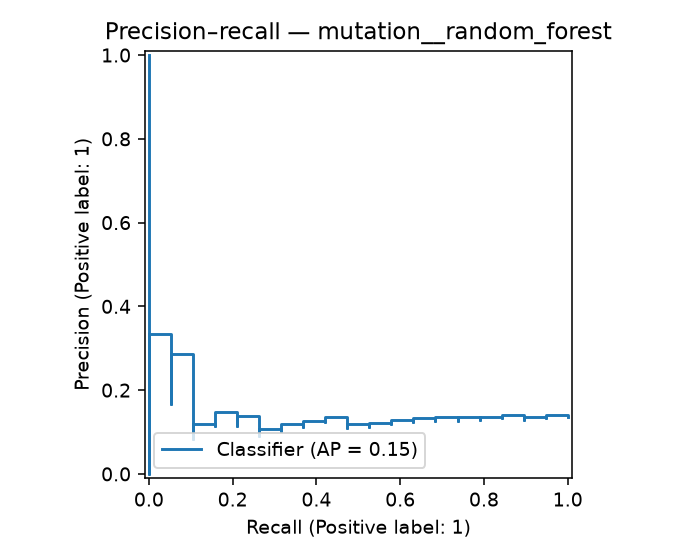 Precision–recall — mutation__random_forest
Precision (Positive label: 1)
1.0
0.8
0.6
0.4
0.2
0.0
Classifier (AP = 0.15)
0.0 0.2 0.4 0.6 0.8 1.0
Recall (Positive label: 1)